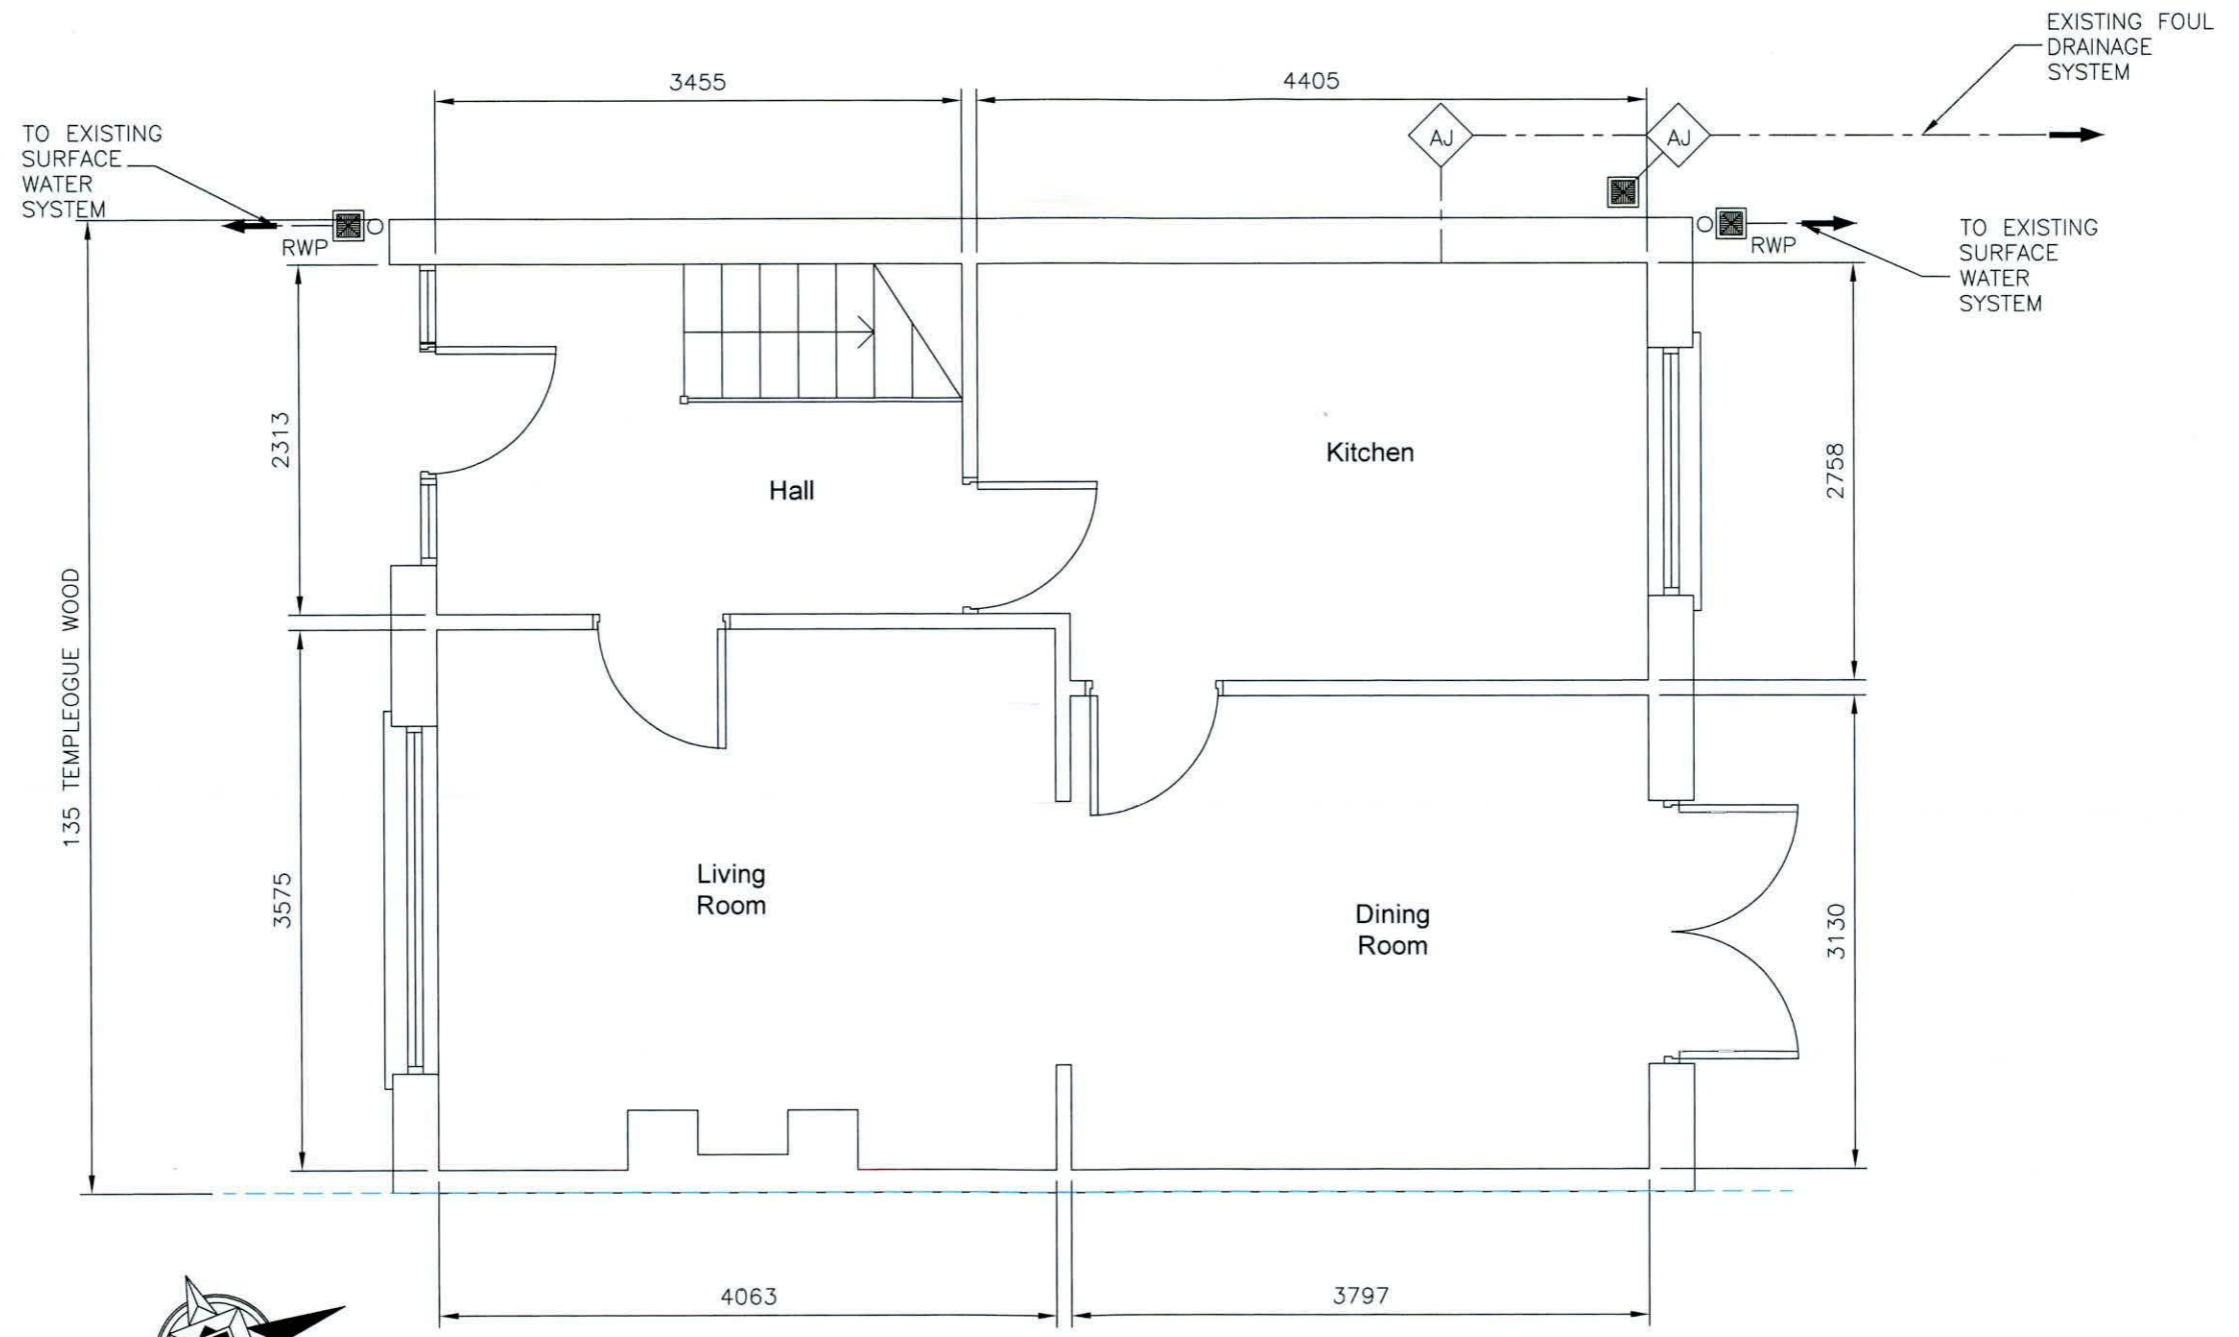 EXISTING FOUL
DRAINAGE
SYSTEM
3455
4405
TO EXISTING
SURFACE
WATER
SYSTEM
AJ
AJ
RWP
RWP
TO EXISTING
SURFACE
WATER
SYSTEM
2313
Hall
Kitchen
2758
135 TEMPLEOGUE WOOD
3575
Living
Room
Dining
Room
3130
4063
3797